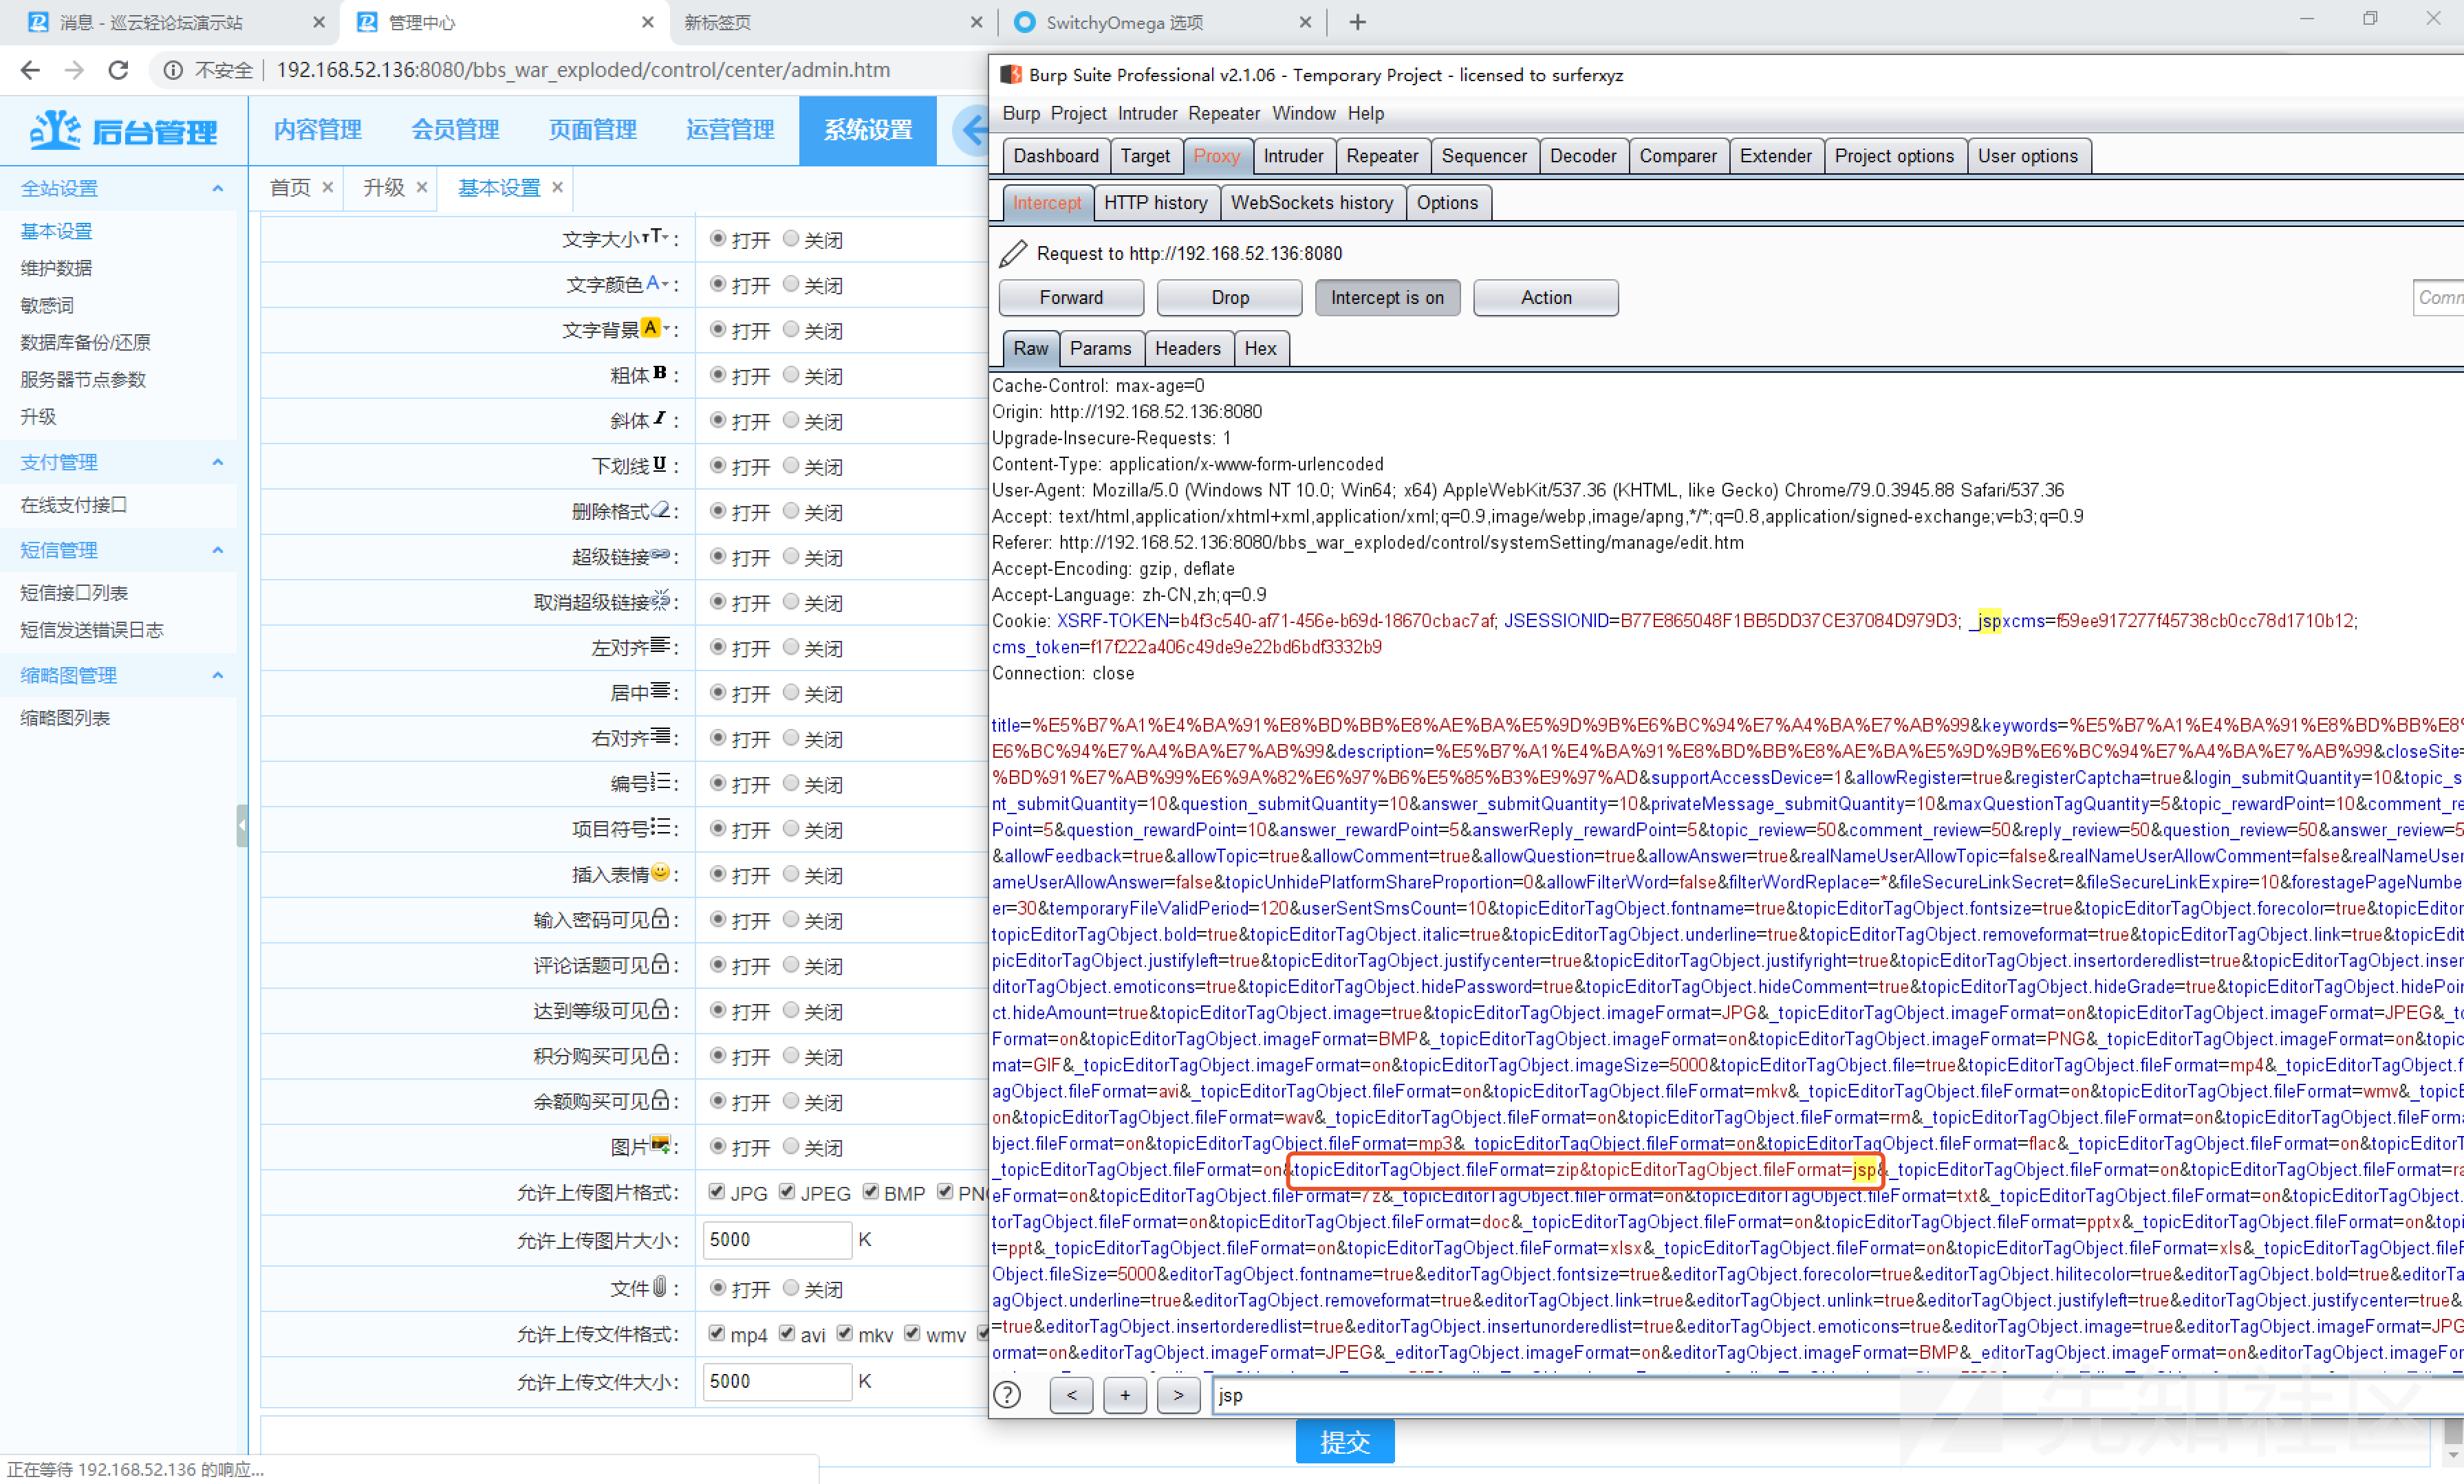 消息 - 巡云轻论坛演示站
管理中心
新标签页
SwitchyOmega 选项
不安全
192.168.52.136:8080/bbs_war_exploded/control/center/admin.htm
后台管理
内容管理
会员管理
页面管理
运营管理
系统设置
首页
升级
基本设置
全站设置
基本设置
维护数据
敏感词
数据库备份/还原
服务器节点参数
升级
支付管理
在线支付接口
短信管理
短信接口列表
短信发送错误日志
缩略图管理
缩略图列表
文字大小 : 打开 关闭
文字颜色 : 打开 关闭
文字背景 : 打开 关闭
粗体 B : 打开 关闭
斜体 I : 打开 关闭
下划线 U : 打开 关闭
删除格式 : 打开 关闭
超级链接 : 打开 关闭
取消超级链接 : 打开 关闭
左对齐 : 打开 关闭
居中 : 打开 关闭
右对齐 : 打开 关闭
编号 : 打开 关闭
项目符号 : 打开 关闭
插入表情 : 打开 关闭
输入密码可见 : 打开 关闭
评论话题可见 : 打开 关闭
达到等级可见 : 打开 关闭
积分购买可见 : 打开 关闭
余额购买可见 : 打开 关闭
图片 : 打开 关闭
允许上传图片格式: JPG JPEG BMP
允许上传图片大小: 5000 K
文件 : 打开 关闭
允许上传文件格式: mp4 avi mkv wmv
允许上传文件大小: 5000 K
提交
正在等待 192.168.52.136 的响应...
Burp Suite Professional v2.1.06 - Temporary Project - licensed to surferxyz
Burp Project Intruder Repeater Window Help
Dashboard Target Proxy Intruder Repeater Sequencer Decoder Comparer Extender Project options User options
Intercept HTTP history WebSockets history Options
Request to http://192.168.52.136:8080
Forward Drop Intercept is on Action
Raw Params Headers Hex
Cache-Control: max-age=0
Origin: http://192.168.52.136:8080
Upgrade-Insecure-Requests: 1
Content-Type: application/x-www-form-urlencoded
User-Agent: Mozilla/5.0 (Windows NT 10.0; Win64; x64) AppleWebKit/537.36 (KHTML, like Gecko) Chrome/79.0.3945.88 Safari/537.36
Accept: text/html,application/xhtml+xml,application/xml;q=0.9,image/webp,image/apng,*/*;q=0.8,application/signed-exchange;v=b3;q=0.9
Referer: http://192.168.52.136:8080/bbs_war_exploded/control/systemSetting/manage/edit.htm
Accept-Encoding: gzip, deflate
Accept-Language: zh-CN,zh;q=0.9
Cookie: XSRF-TOKEN=b4f3c540-af71-456e-b69d-18670cbac7af; JSESSIONID=B77E865048F1BB5DD37CE37084D979D3; _jspxcms=f59ee917277f45738cb0cc78d1710b12;
cms_token=f17f222a406c49de9e22bd6bdf3332b9
Connection: close
title=%E5%B7%A1%E4%BA%91%E8%BD%BB%E8%AE%BA%E5%9D%9B%E6%BC%94%E7%A4%BA%E7%AB%99&keywords=%E5%B7%A1%E4%BA%91%E8%BD%BB%E8
E6%BC%94%E7%A4%BA%E7%AB%99&description=%E5%B7%A1%E4%BA%91%E8%BD%BB%E8%AE%BA%E5%9D%9B%E6%BC%94%E7%A4%BA%E7%AB%99&closeSite=
%BD%91%E7%AB%99%E6%9A%82%E6%97%B6%E5%85%B3%E9%97%AD&supportAccessDevice=1&allowRegister=true&registerCaptcha=true&login_submitQuantity=10&topic_s
nt_submitQuantity=10&question_submitQuantity=10&answer_submitQuantity=10&privateMessage_submitQuantity=10&maxQuestionTagQuantity=5&topic_rewardPoint=10&comment_re
Point=5&question_rewardPoint=10&answer_rewardPoint=5&answerReply_rewardPoint=5&topic_review=50&comment_review=50&reply_review=50&question_review=50&answer_review=5
&allowFeedback=true&allowTopic=true&allowComment=true&allowQuestion=true&allowAnswer=true&realNameUserAllowTopic=false&realNameUserAllowComment=false&realNameUser
ameUserAllowAnswer=false&topicUnhidePlatformShareProportion=0&allowFilterWord=false&filterWordReplace=*&fileSecureLinkSecret=&fileSecureLinkExpire=10&forestagePageNumbe
er=30&temporaryFileValidPeriod=120&userSentSmsCount=10&topicEditorTagObject.fontname=true&topicEditorTagObject.fontsize=true&topicEditorTagObject.forecolor=true&topicEditor
topicEditorTagObject.bold=true&topicEditorTagObject.italic=true&topicEditorTagObject.underline=true&topicEditorTagObject.removeformat=true&topicEditorTagObject.link=true&topicEdit
picEditorTagObject.justifyleft=true&topicEditorTagObject.justifycenter=true&topicEditorTagObject.justifyright=true&topicEditorTagObject.insertorderedlist=true&topicEditorTagObject.inser
ditorTagObject.emoticons=true&topicEditorTagObject.hidePassword=true&topicEditorTagObject.hideComment=true&topicEditorTagObject.hideGrade=true&topicEditorTagObject.hidePoin
ct.hideAmount=true&topicEditorTagObject.image=true&topicEditorTagObject.imageFormat=JPG&_topicEditorTagObject.imageFormat=on&topicEditorTagObject.imageFormat=JPEG&_to
Format=on&topicEditorTagObject.imageFormat=BMP&_topicEditorTagObject.imageFormat=on&topicEditorTagObject.imageFormat=PNG&_topicEditorTagObject.imageFormat=on&topic
mat=GIF&_topicEditorTagObject.imageFormat=on&topicEditorTagObject.imageSize=5000&topicEditorTagObject.file=true&topicEditorTagObject.fileFormat=mp4&_topicEditorTagObject.f
agObject.fileFormat=avi&_topicEditorTagObject.fileFormat=on&topicEditorTagObject.fileFormat=mkv&_topicEditorTagObject.fileFormat=on&topicEditorTagObject.fileFormat=wmv&_topicE
on&topicEditorTagObject.fileFormat=wav&_topicEditorTagObject.fileFormat=on&topicEditorTagObject.fileFormat=rm&_topicEditorTagObject.fileFormat=on&topicEditorTagObject.fileForma
bject.fileFormat=on&topicEditorTagObject.fileFormat=mp3&_topicEditorTagObject.fileFormat=on&topicEditorTagObject.fileFormat=flac&_topicEditorTagObject.fileFormat=on&topicEditorT
_topicEditorTagObject.fileFormat=on&topicEditorTagObject.fileFormat=zip&topicEditorTagObject.fileFormat=jsp&_topicEditorTagObject.fileFormat=on&topicEditorTagObject.fileFormat=ra
eFormat=on&topicEditorTagObject.fileFormat=7z&_topicEditorTagObject.fileFormat=on&topicEditorTagObject.fileFormat=txt&_topicEditorTagObject.fileFormat=on&topicEditorTagObject.
torTagObject.fileFormat=on&topicEditorTagObject.fileFormat=doc&_topicEditorTagObject.fileFormat=on&topicEditorTagObject.fileFormat=pptx&_topicEditorTagObject.fileFormat=on&topi
t=ppt&_topicEditorTagObject.fileFormat=on&topicEditorTagObject.fileFormat=xlsx&_topicEditorTagObject.fileFormat=on&topicEditorTagObject.fileFormat=xls&_topicEditorTagObject.fileF
Object.fileSize=5000&editorTagObject.fontname=true&editorTagObject.fontsize=true&editorTagObject.forecolor=true&editorTagObject.hilitecolor=true&editorTagObject.bold=true&editorTa
agObject.underline=true&editorTagObject.removeformat=true&editorTagObject.link=true&editorTagObject.unlink=true&editorTagObject.justifyleft=true&editorTagObject.justifycenter=true&
=true&editorTagObject.insertorderedlist=true&editorTagObject.insertunorderedlist=true&editorTagObject.emoticons=true&editorTagObject.image=true&editorTagObject.imageFormat=JPG
ormat=on&editorTagObject.imageFormat=JPEG&_editorTagObject.imageFormat=on&editorTagObject.imageFormat=BMP&_editorTagObject.imageFormat=on&editorTagObject.imageFor
? < + > jsp
先知社区